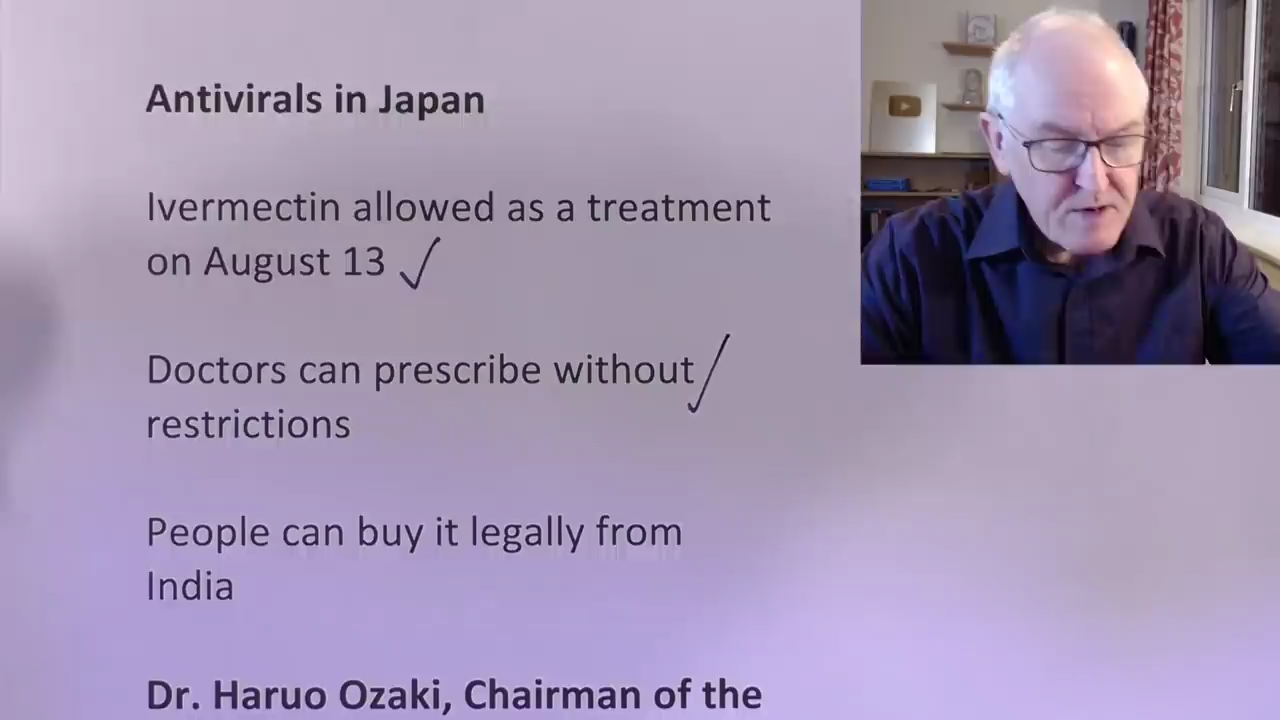 Antivirals in Japan
Ivermectin allowed as a treatment
on August 13
Doctors can prescribe without
restrictions
People can buy it legally from
India
Dr. Haruo Ozaki, Chairman of the